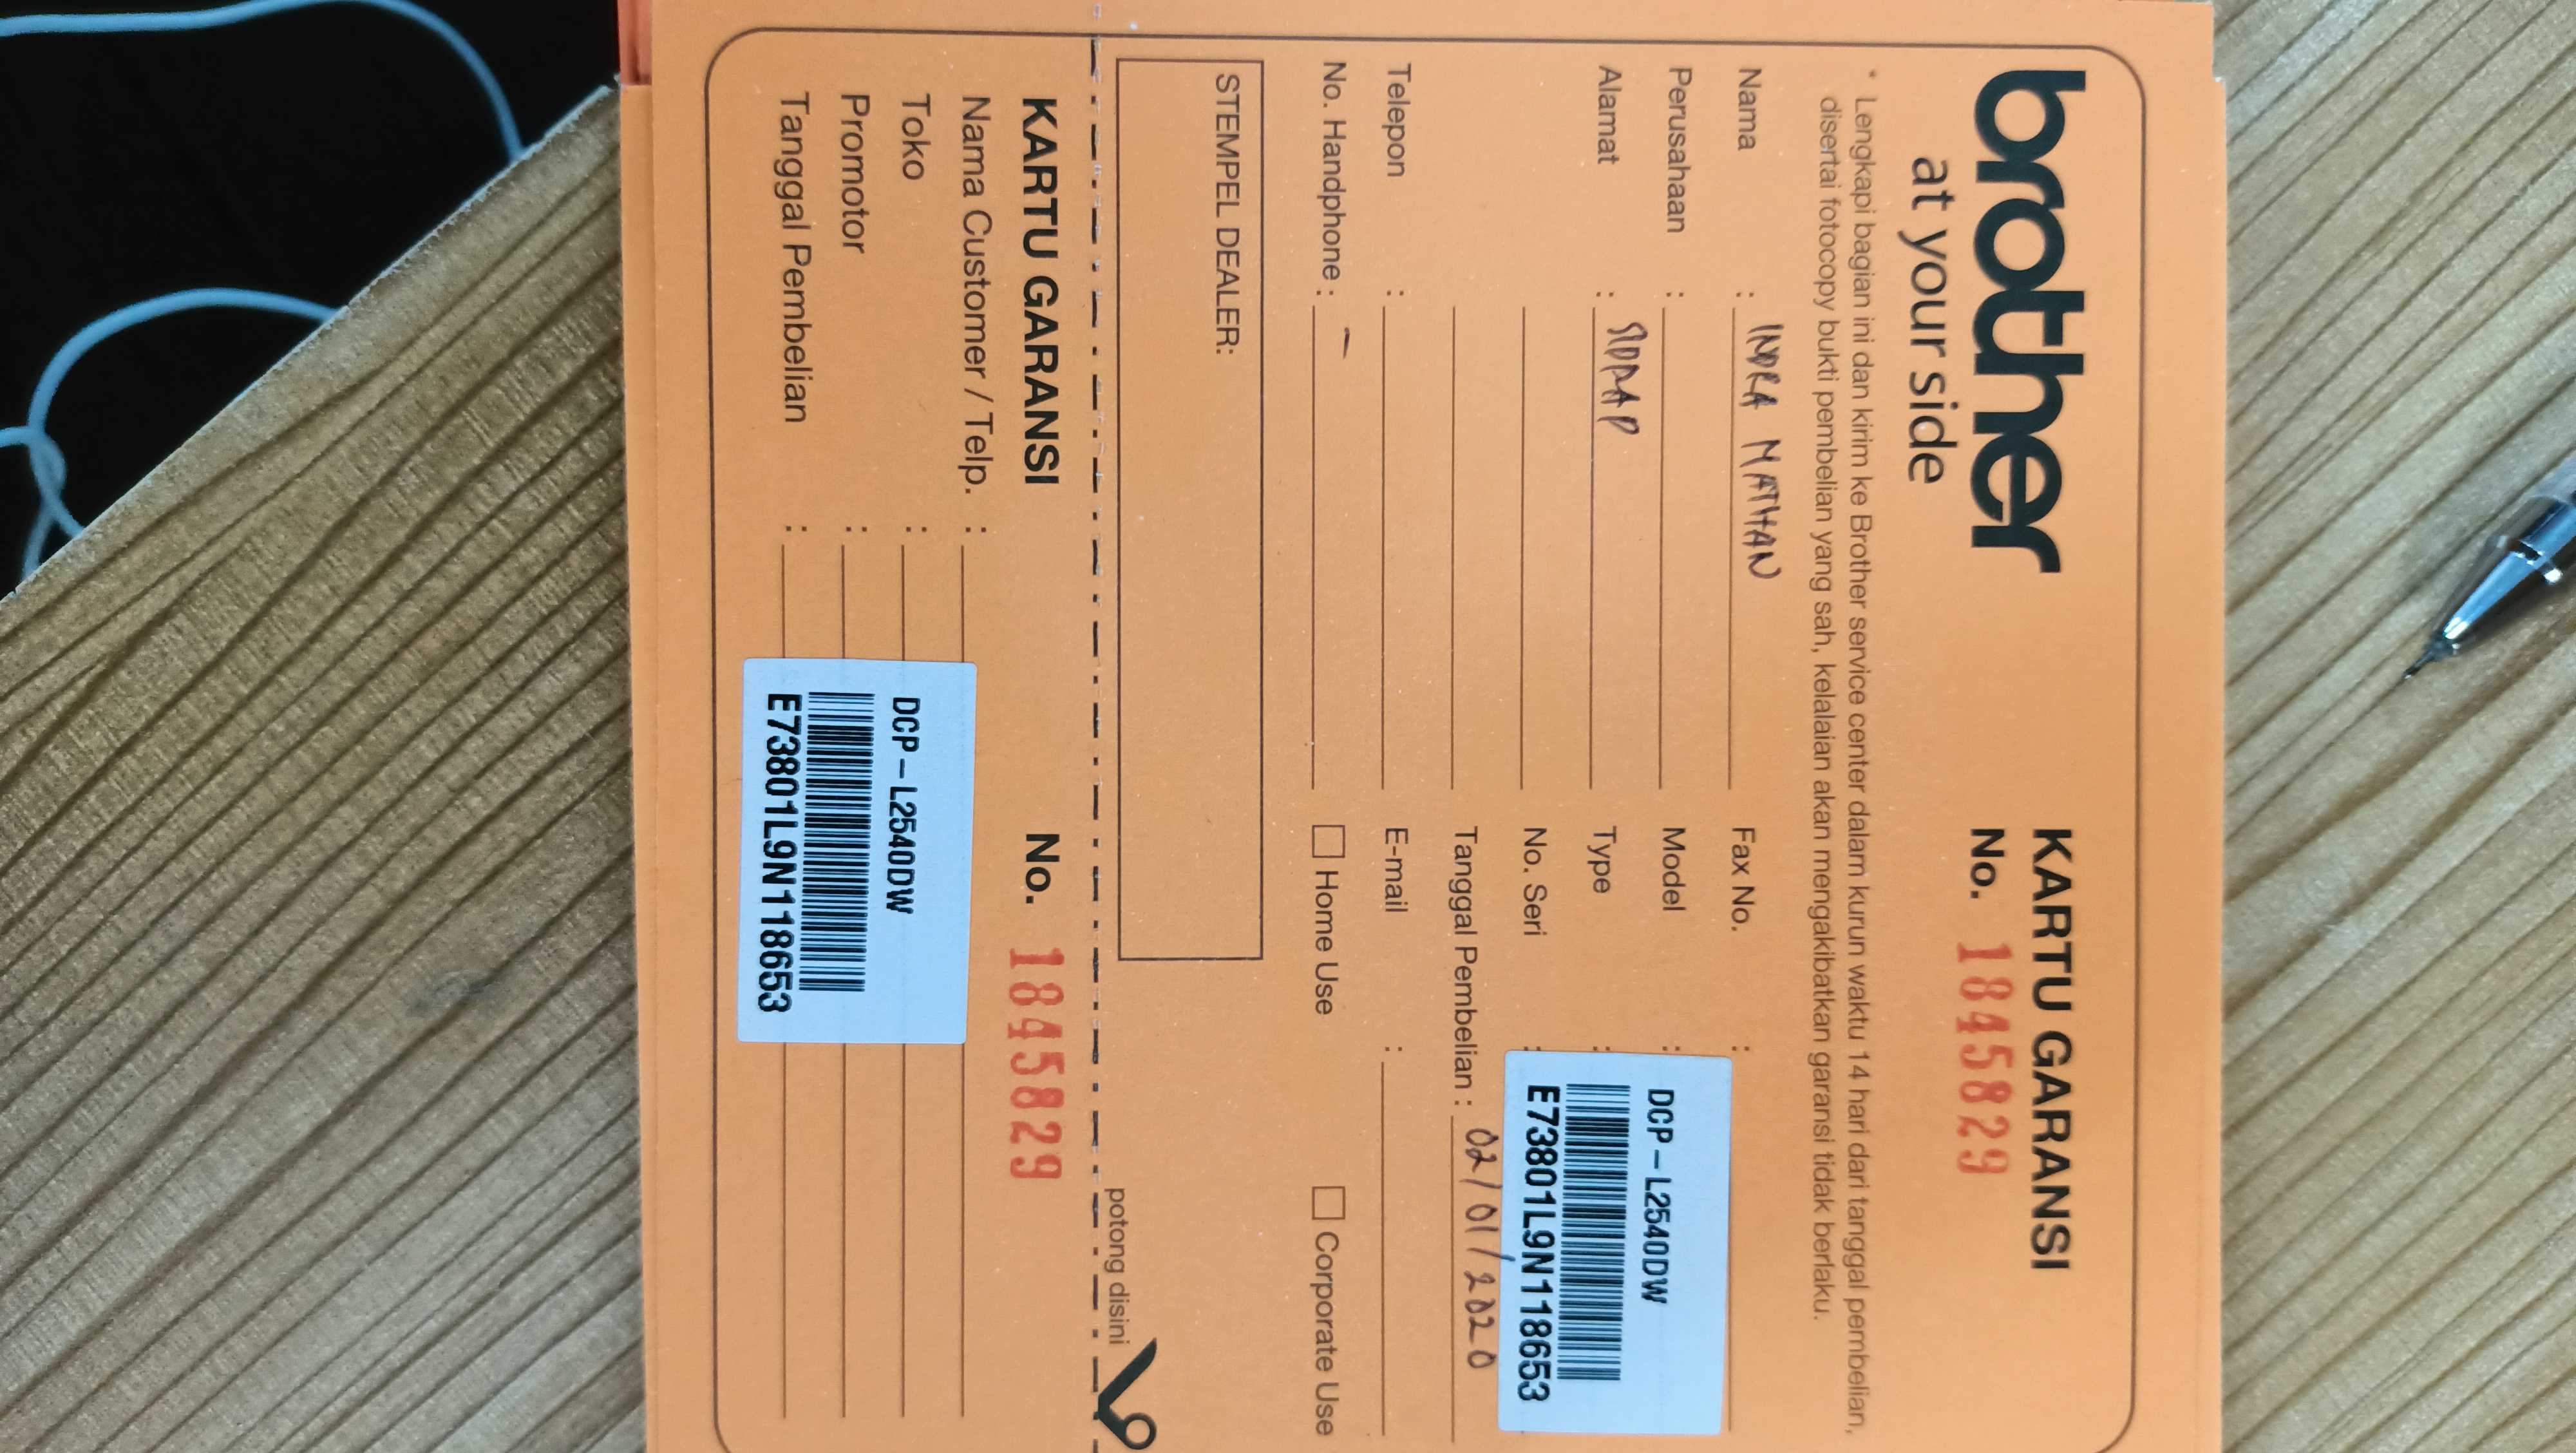 brother
at your side
KARTU GARANSI
No. 1845829
* Lengkapi bagian ini dan kirim ke Brother service center dalam kurun waktu 14 hari dari tanggal pembelian,
disertai fotocopy bukti pembelian yang sah, kelalaian akan mengakibatkan garansi tidak berlaku.
Nama : INDRA MATHAN
Perusahaan :
Alamat :
Telepon :
No. Handphone : –
Fax No. :
Model :
Type :
No. Seri :
DCP-L2540DW
E73801L9N118653
Tanggal Pembelian : 02/01/2020
E-mail :
Home Use
Corporate Use
STEMPEL DEALER:
potong disini
KARTU GARANSI
No. 1845829
Nama Customer / Telp. :
Toko :
Promotor :
Tanggal Pembelian :
DCP-L2540DW
E73801L9N118653